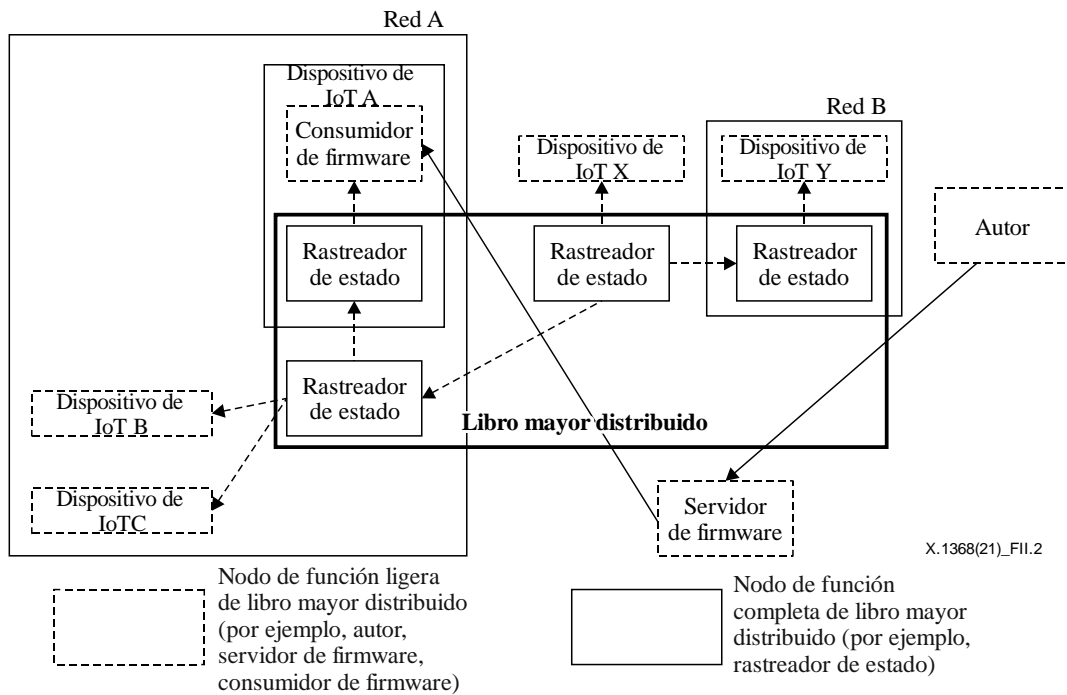 Red A
Dispositivo de
IoT A
Consumidor
de firmware
Red B
Dispositivo de
IoT X
Dispositivo de
IoT Y
Autor
Rastreador
de estado
Rastreador
de estado
Rastreador
de estado
Rastreador
de estado
Dispositivo de
IoT B
Libro mayor distribuido
Dispositivo de
IoTC
Servidor
de firmware
X.1368(21)_FII.2
Nodo de función ligera
de libro mayor distribuido
(por ejemplo, autor,
servidor de firmware,
consumidor de firmware)
Nodo de función
completa de libro mayor
distribuido (por ejemplo,
rastreador de estado)